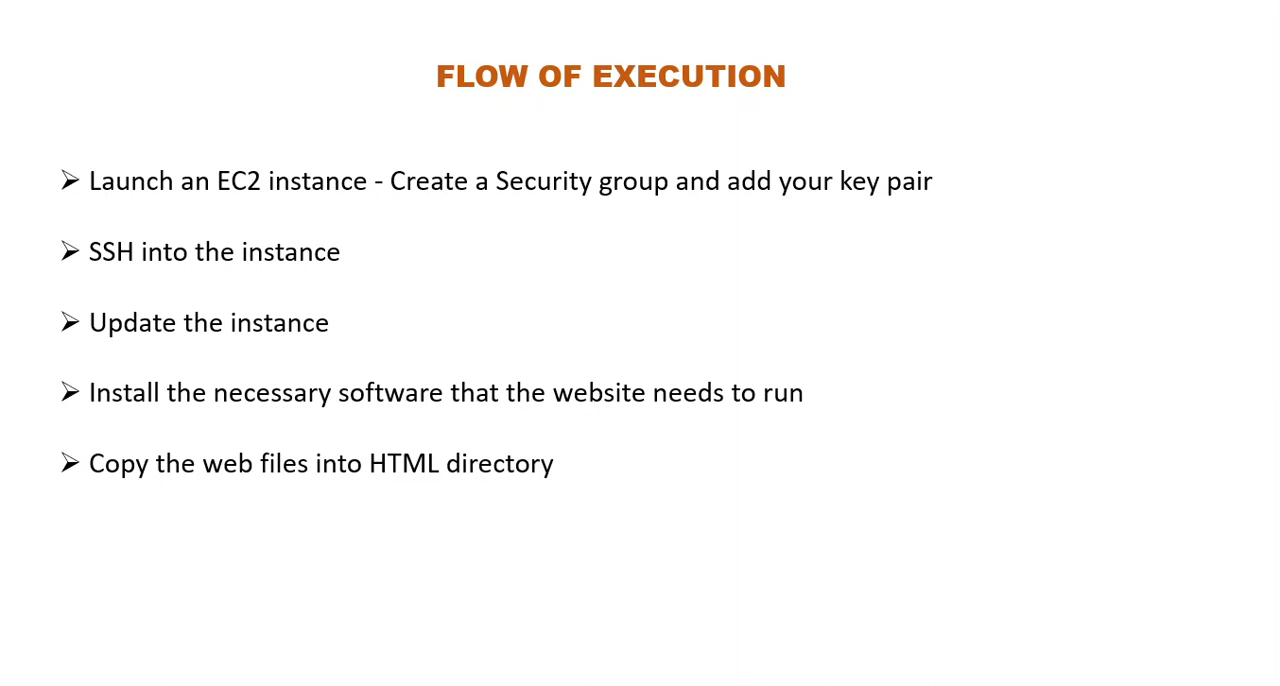 FLOW OF EXECUTION
➢ Launch an EC2 instance - Create a Security group and add your key pair
➢ SSH into the instance
➢ Update the instance
➢ Install the necessary software that the website needs to run
➢ Copy the web files into HTML directory